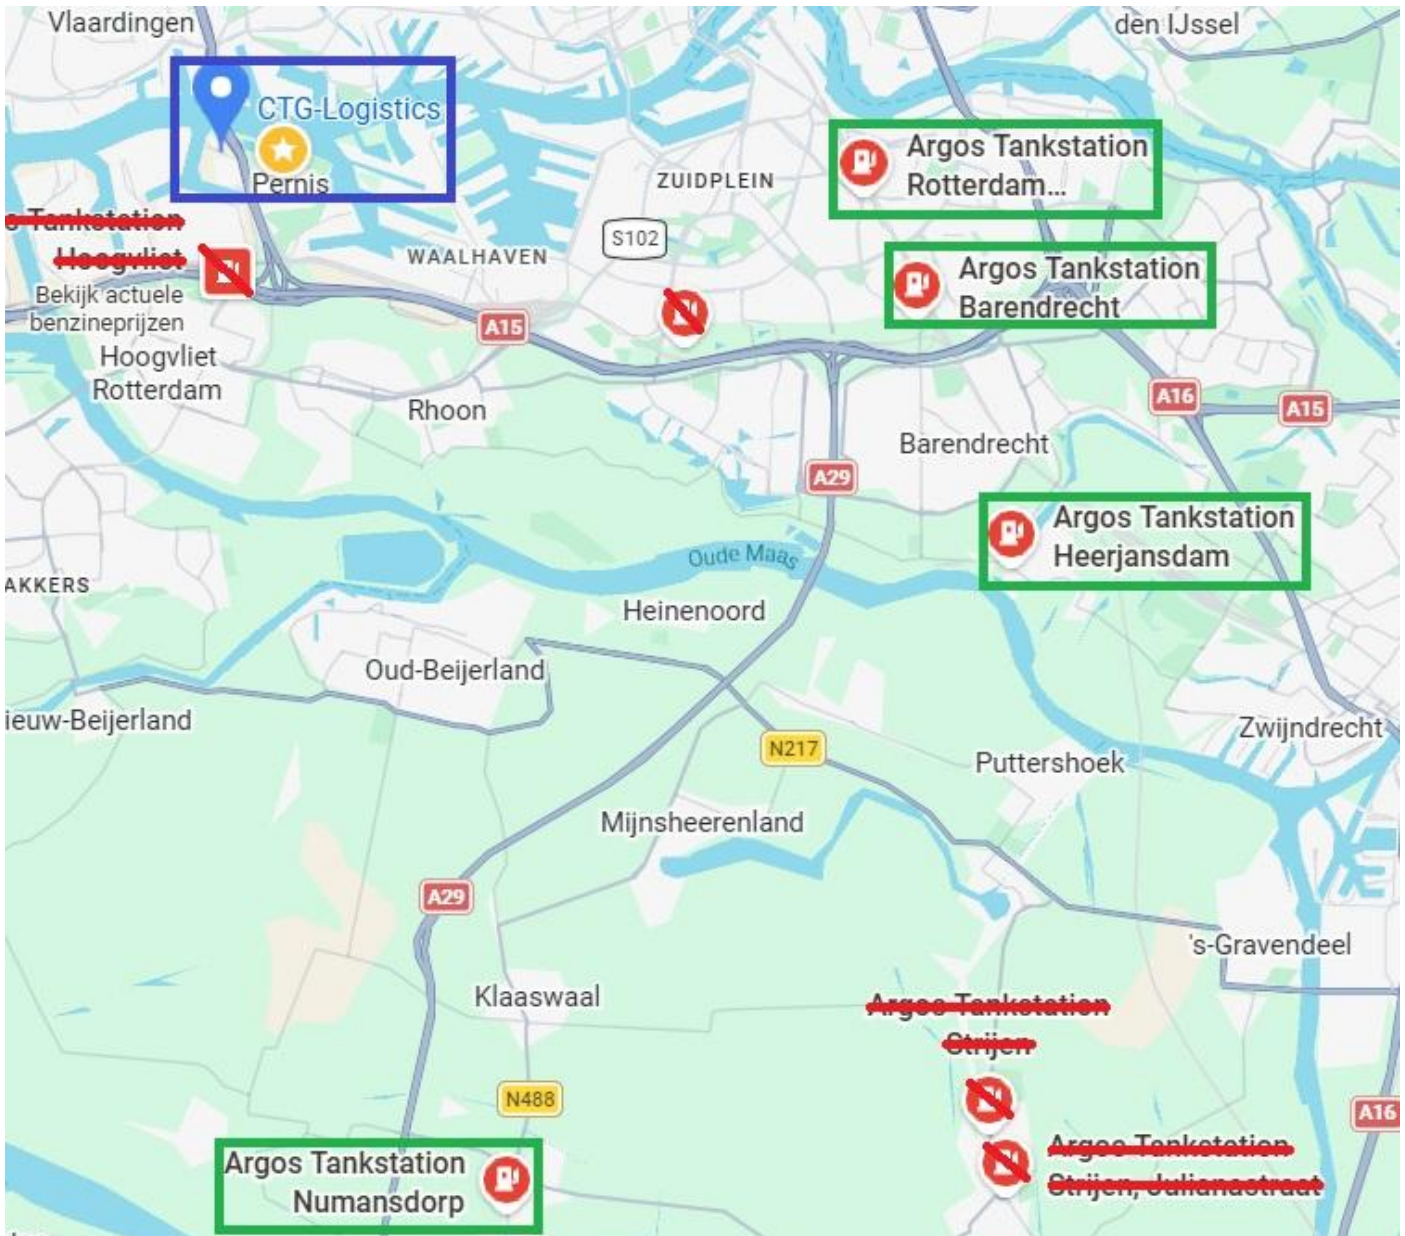 Vlaardingen
den IJssel
CTG-Logistics
Pernis
Argos Tankstation
Rotterdam...
ZUIDPLEIN
s Tankstation
Hoogvliet
Bekijk actuele
benzineprijzen
S102
WAALHAVEN
Argos Tankstation
Barendrecht
A15
Hoogvliet
Rotterdam
Rhoon
A16
A15
Barendrecht
A29
Argos Tankstation
Heerjansdam
Oude Maas
AKKERS
Heinenoord
Oud-Beijerland
ieuw-Beijerland
Zwijndrecht
N217
Puttershoek
Mijnsheerenland
A29
's-Gravendeel
Klaaswaal
Argos Tankstation
Strijen
N488
A16
Argos Tankstation
Strijen, Julianastraat
Argos Tankstation
Numansdorp